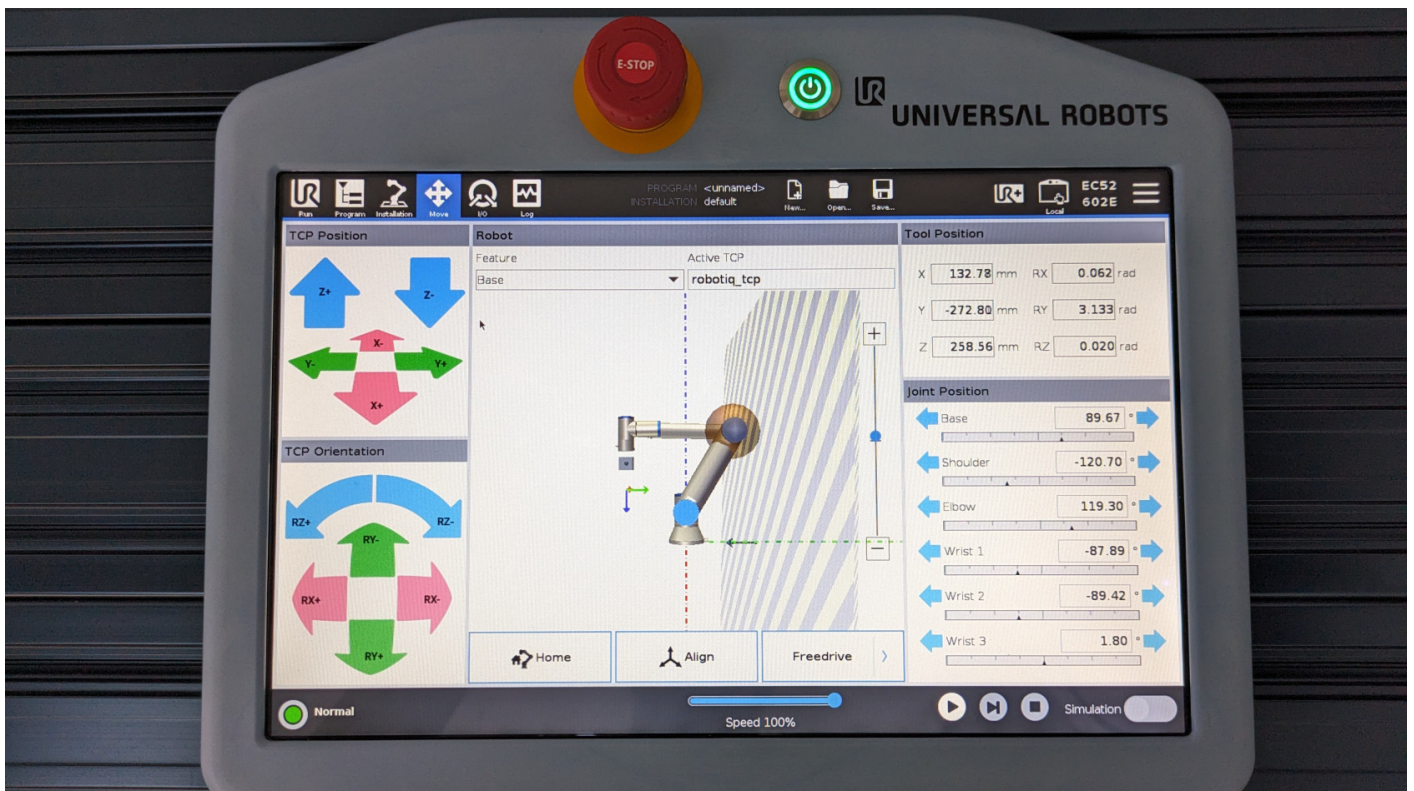 E-STOP
UR
UNIVERSAL ROBOTS
UR
Run
Program
Installation
Move
I/O
Log
PROGRAM <unnamed>
INSTALLATION default
New...
Open...
Save...
UR+
Local
EC52
602E
TCP Position
Z+
Z-
X-
Y-
Y+
X+
TCP Orientation
RZ+
RZ-
RY-
RX+
RX-
RY+
Robot
Feature
Active TCP
Base
robotiq_tcp
+
−
Home
Align
Freedrive
Tool Position
X 132.78 mm RX 0.062 rad
Y -272.80 mm RY 3.133 rad
Z 258.56 mm RZ 0.020 rad
Joint Position
Base 89.67 °
Shoulder -120.70 °
Elbow 119.30 °
Wrist 1 -87.89 °
Wrist 2 -89.42 °
Wrist 3 1.80 °
Normal
Speed 100%
Simulation